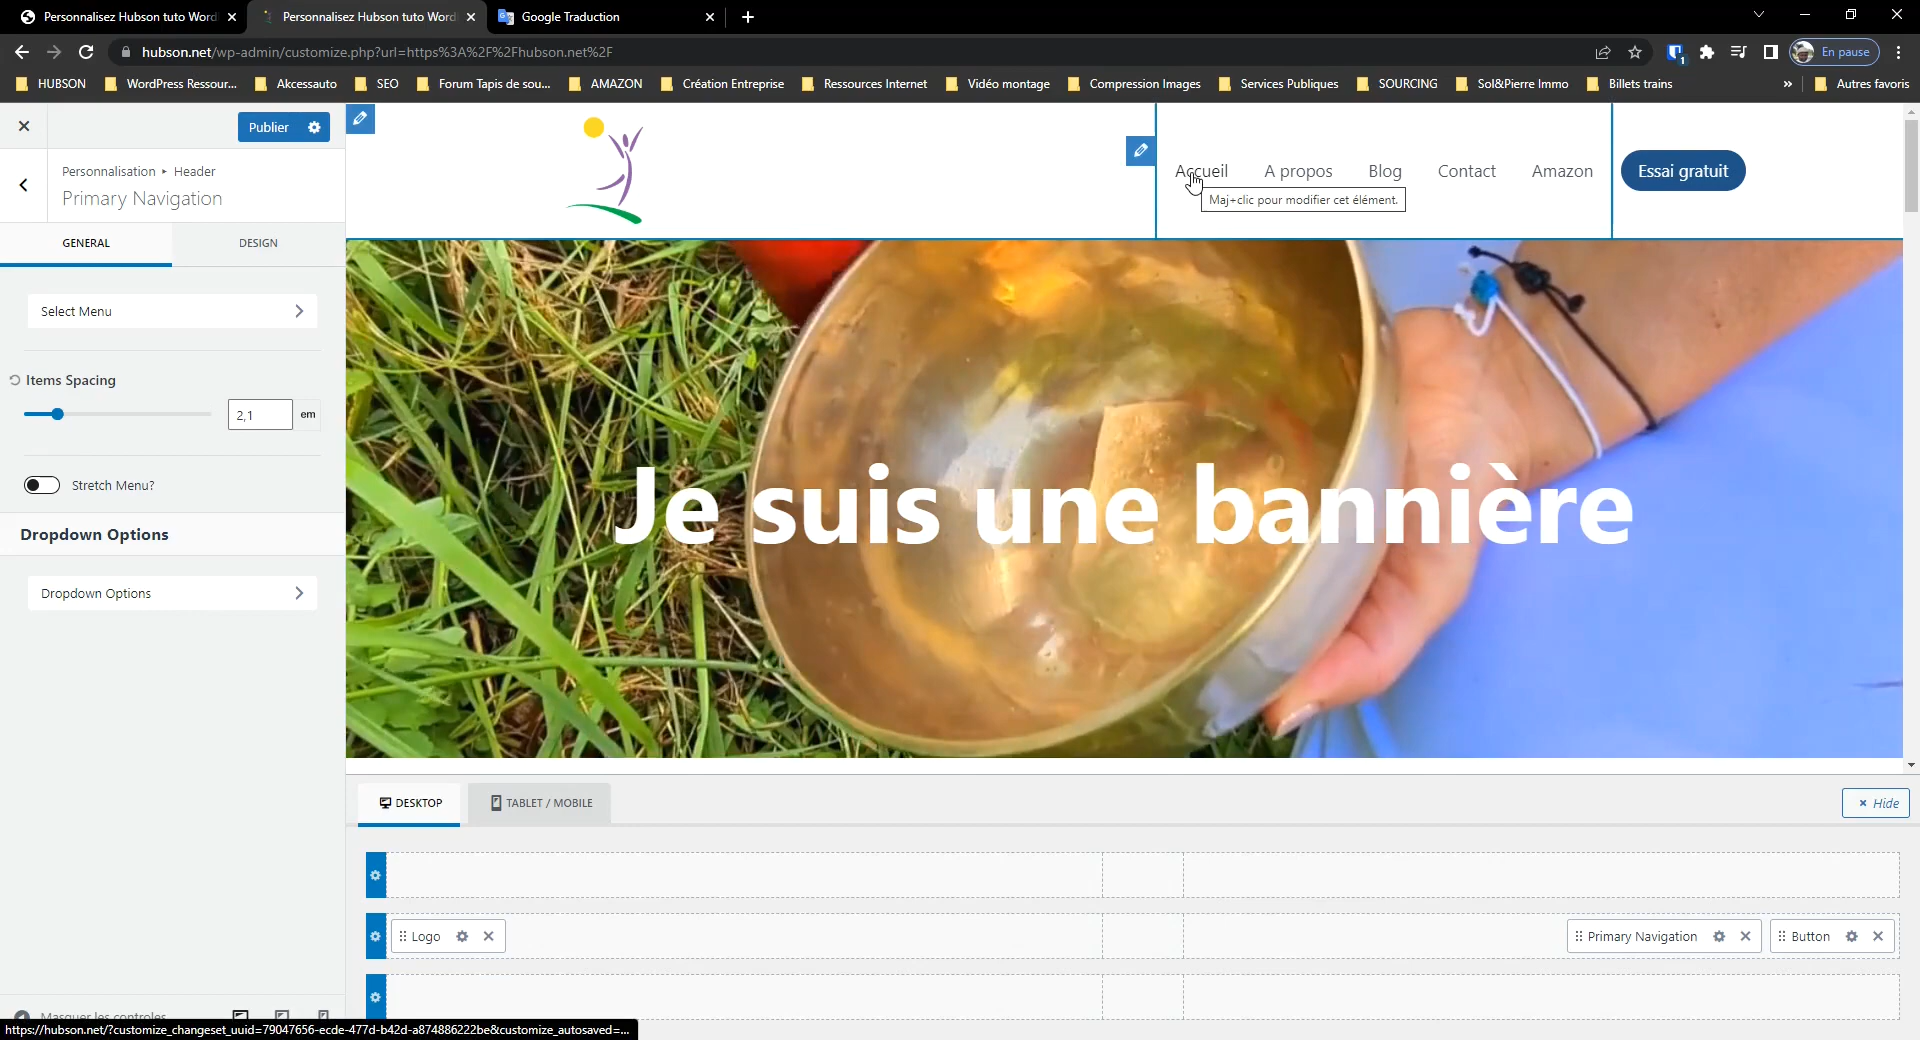 Personnalisez Hubson tuto Word
Personnalisez Hubson tuto Word
Google Traduction
hubson.net/wp-admin/customize.php?url=https%3A%2F%2Fhubson.net%2F
1
En pause
HUBSON
WordPress Ressour...
Akcessauto
SEO
Forum Tapis de sou...
AMAZON
Création Entreprise
Ressources Internet
Vidéo montage
Compression Images
Services Publiques
SOURCING
Sol&Pierre Immo
Billets trains
»
Autres favoris
Publier
Personnalisation ▸ Header
Primary Navigation
GENERAL
DESIGN
Select Menu
Items Spacing
2,1
em
Stretch Menu?
Dropdown Options
Dropdown Options
Masquer les controles
https://hubson.net/?customize_changeset_uuid=79047656-ecde-477d-b42d-a874886222be&customize_autosaved=...
Accueil
A propos
Blog
Contact
Amazon
Essai gratuit
Maj+clic pour modifier cet élément.
Je suis une bannière
DESKTOP
TABLET / MOBILE
× Hide
Logo
Primary Navigation
Button